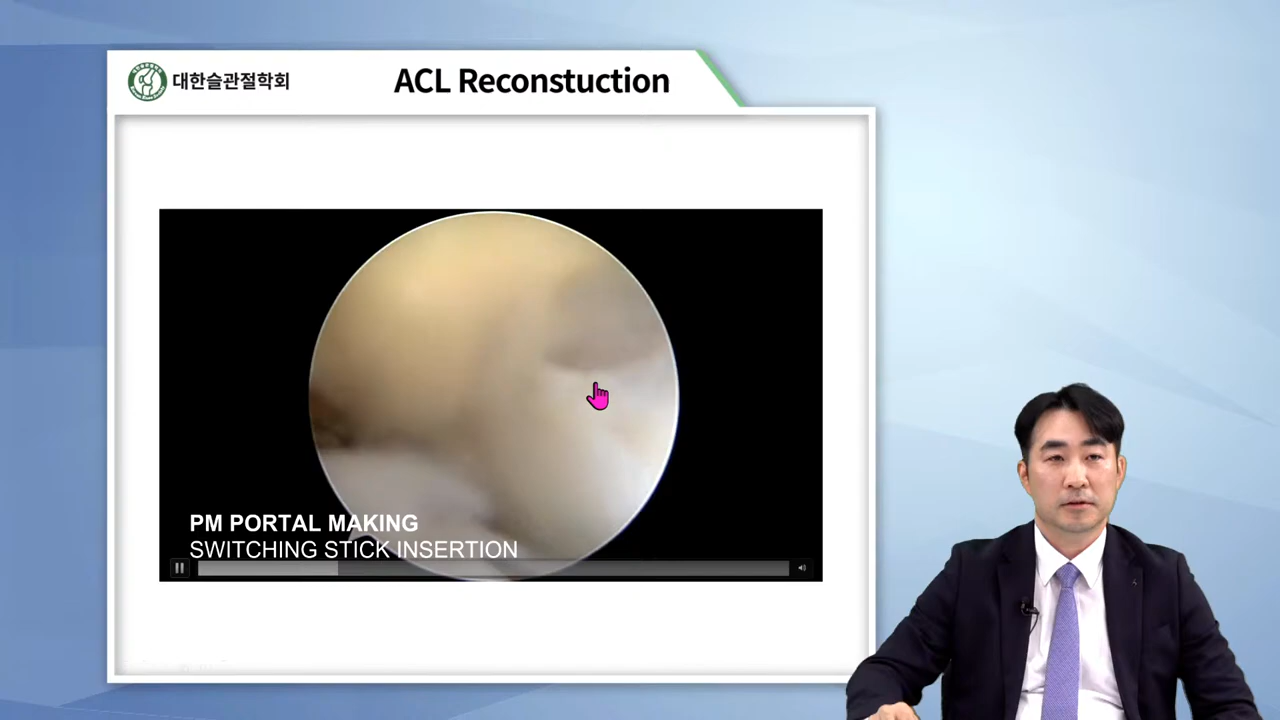 대한슬관절학회
ACL Reconstuction
PM PORTAL MAKING
SWITCHING STICK INSERTION